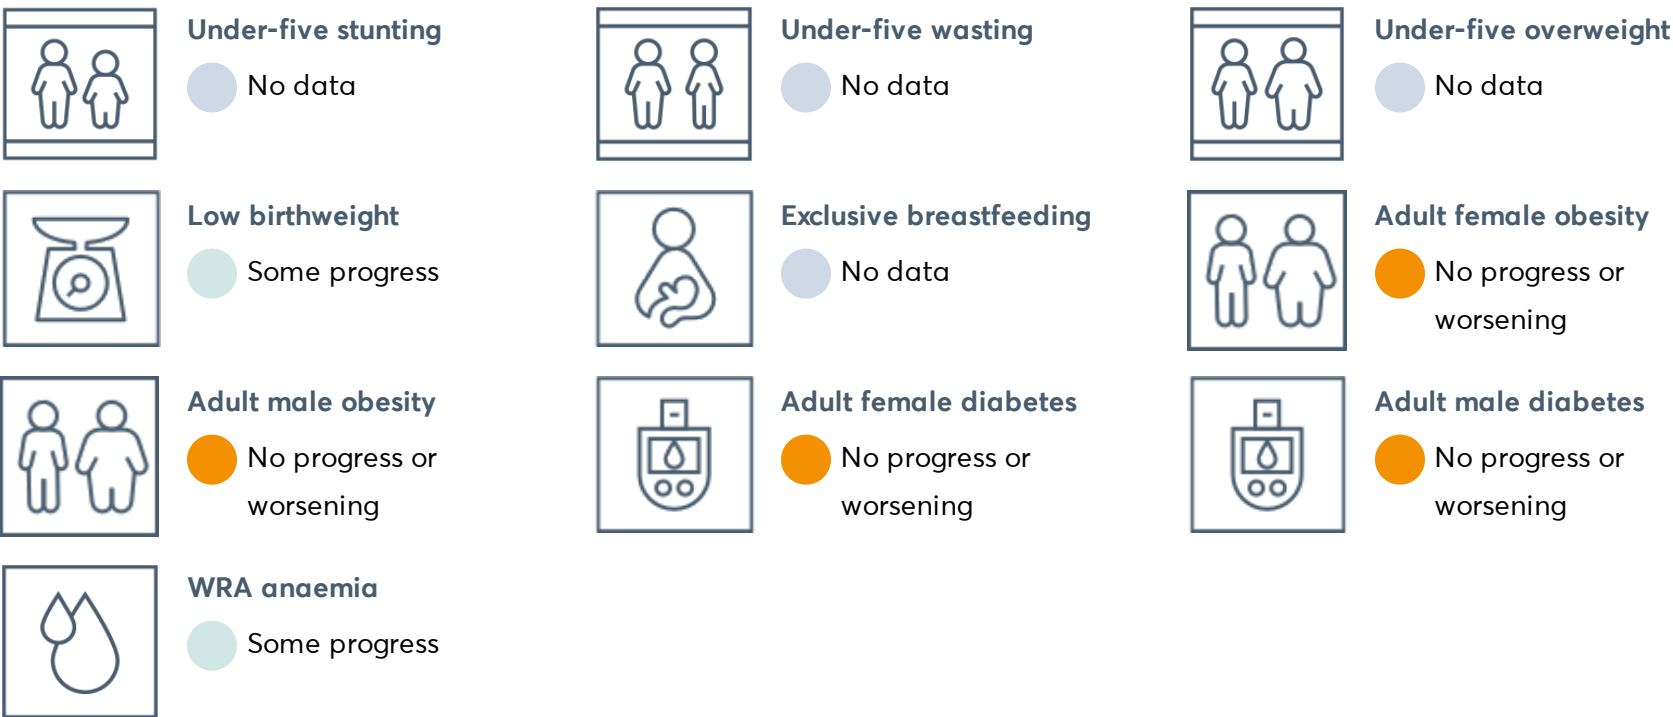 Under-five stunting
No data
Under-five wasting
No data
Under-five overweight
No data
Low birthweight
Some progress
Exclusive breastfeeding
No data
Adult female obesity
No progress or
worsening
Adult male obesity
No progress or
worsening
Adult female diabetes
No progress or
worsening
Adult male diabetes
No progress or
worsening
WRA anaemia
Some progress